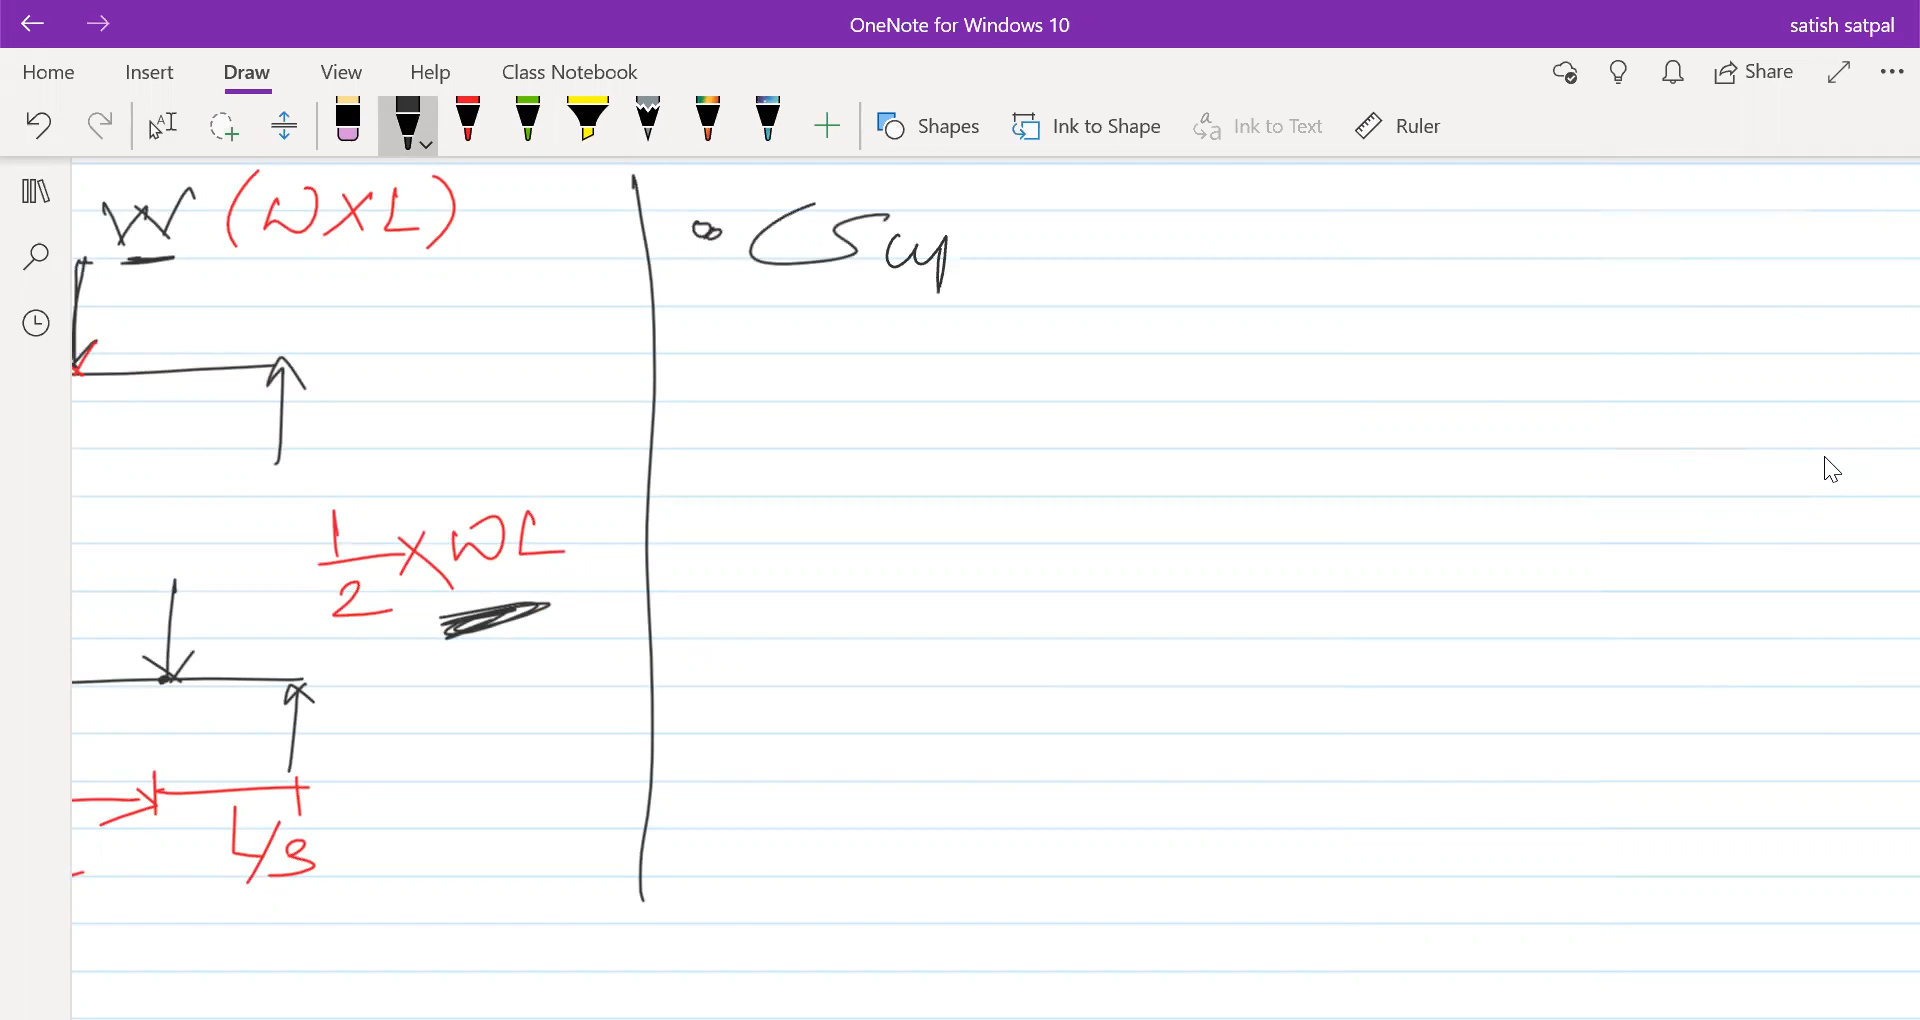 OneNote for Windows 10
satish satpal
Home Insert Draw View Help Class Notebook
Share
Shapes Ink to Shape Ink to Text Ruler
W (WXL)
1/2 X WL
L/3